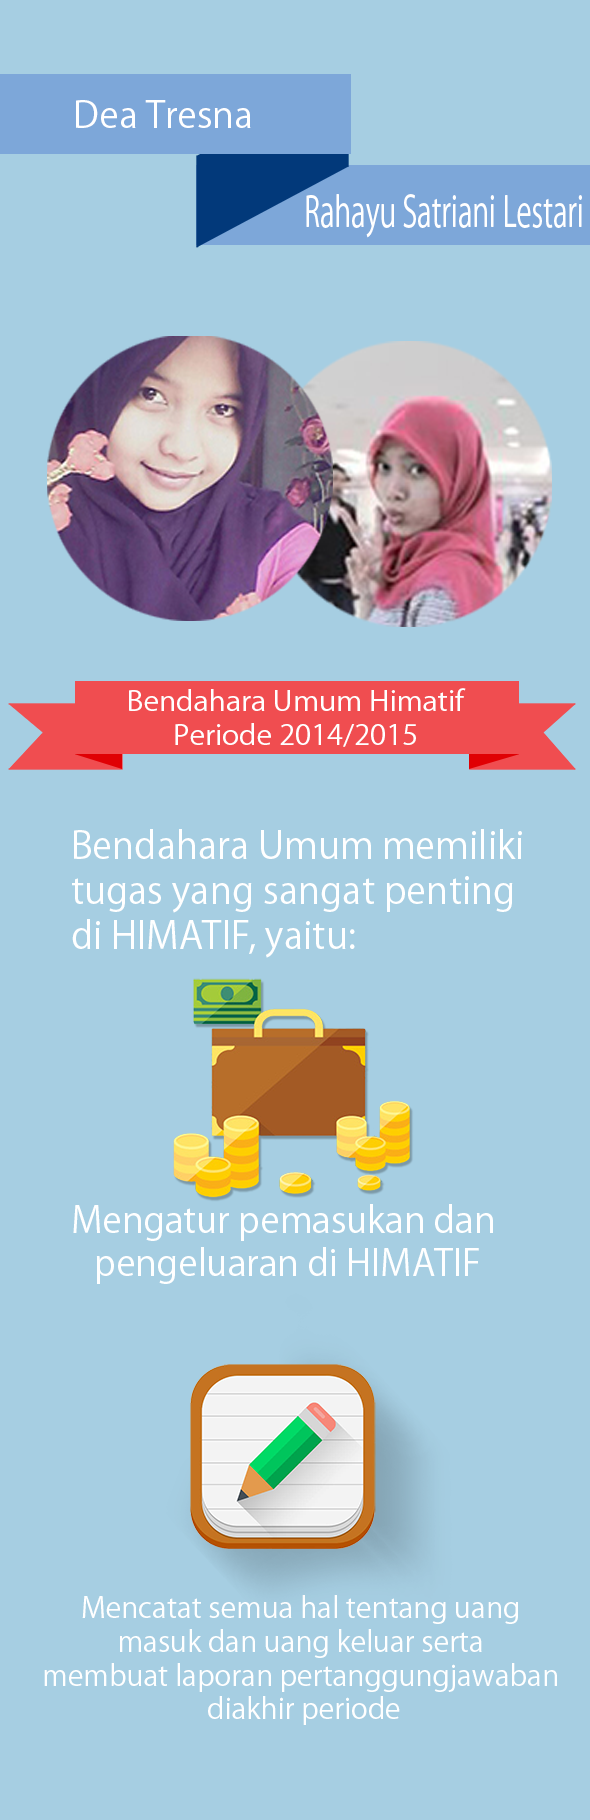 Dea Tresna
Rahayu Satriani Lestari
Bendahara Umum Himatif
Periode 2014/2015
Bendahara Umum memiliki
tugas yang sangat penting
di HIMATIF, yaitu:
Mengatur pemasukan dan
pengeluaran di HIMATIF
Mencatat semua hal tentang uang
masuk dan uang keluar serta
membuat laporan pertanggungjawaban
diakhir periode